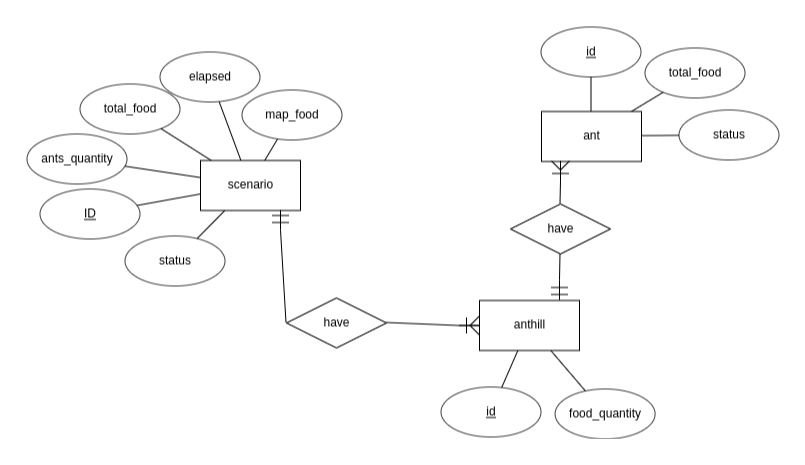 id
elapsed
total_food
total_food
map_food
status
ant
ants_quantity
scenario
ID
have
status
have
anthill
id
food_quantity